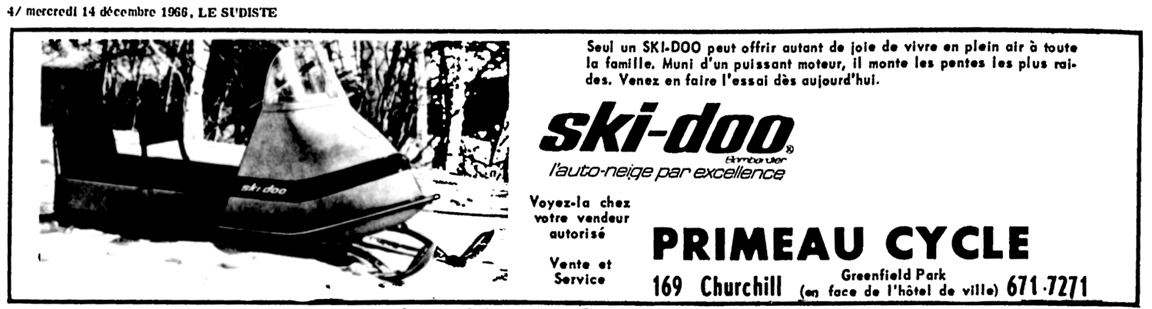 4/ mercredi 14 décembre 1966, LE SUDISTE
Seul un SKI-DOO peut offrir autant de joie de vivre en plein air à toute
la famille. Muni d'un puissant moteur, il monte les pentes les plus rai-
des. Venez en faire l'essai dès aujourd'hui.
ski-doo®
Bombardier
l'auto-neige par excellence
ski-doo
Voyez-la chez
votre vendeur
autorisé
Vente et
Service
PRIMEAU CYCLE
169 Churchill
Greenfield Park
(en face de l'hôtel de ville)
671-7271